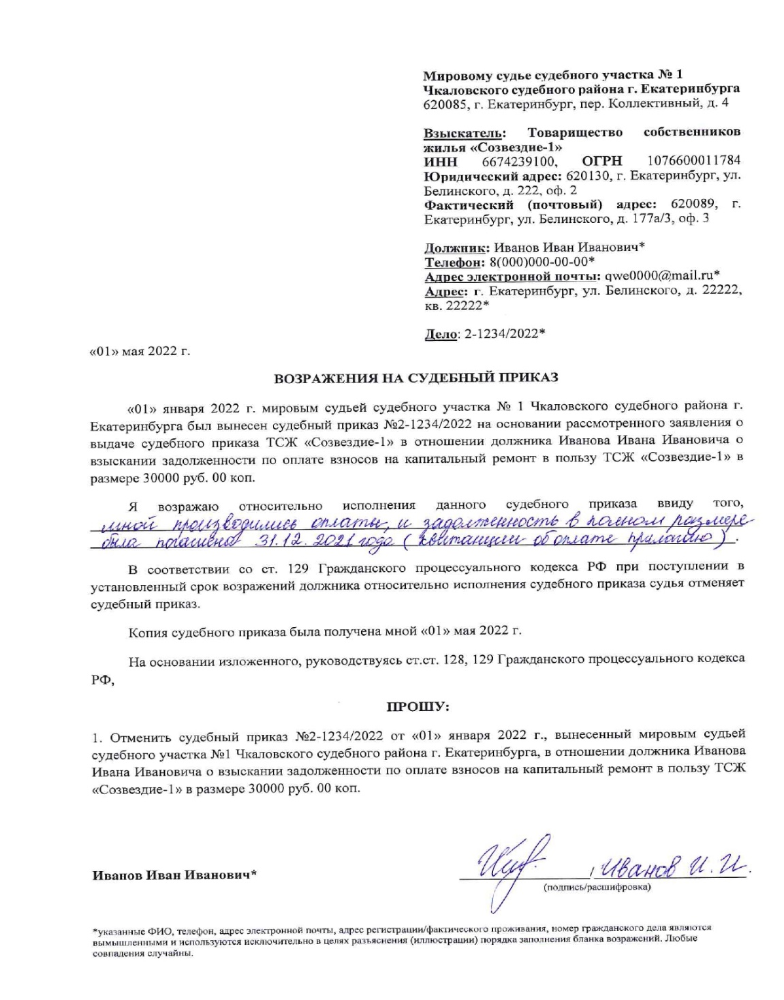 Мировому судье судебного участка № 1
Чкаловского судебного района г. Екатеринбурга
620085, г. Екатеринбург, пер. Коллективный, д. 4
Взыскатель: Товарищество собственников
жилья «Созвездие-1»
ИНН 6674239100, ОГРН 1076600011784
Юридический адрес: 620130, г. Екатеринбург, ул.
Белинского, д. 222, оф. 2
Фактический (почтовый) адрес: 620089, г.
Екатеринбург, ул. Белинского, д. 177а/3, оф. 3
Должник: Иванов Иван Иванович*
Телефон: 8(000)000-00-00*
Адрес электронной почты: qwe0000@mail.ru*
Адрес: г. Екатеринбург, ул. Белинского, д. 22222,
кв. 22222*
Дело: 2-1234/2022*
«01» мая 2022 г.
ВОЗРАЖЕНИЯ НА СУДЕБНЫЙ ПРИКАЗ
«01» января 2022 г. мировым судьей судебного участка № 1 Чкаловского судебного района г.
Екатеринбурга был вынесен судебный приказ №2-1234/2022 на основании рассмотренного заявления о
выдаче судебного приказа ТСЖ «Созвездие-1» в отношении должника Иванова Ивана Ивановича о
взыскании задолженности по оплате взносов на капитальный ремонт в пользу ТСЖ «Созвездие-1» в
размере 30000 руб. 00 коп.
Я возражаю относительно исполнения данного судебного приказа ввиду того,
мной производились оплаты, и задолженность в полном размере
была погашена 31.12.2021 года (квитанции об оплате прилагаю).
В соответствии со ст. 129 Гражданского процессуального кодекса РФ при поступлении в
установленный срок возражений должника относительно исполнения судебного приказа судья отменяет
судебный приказ.
Копия судебного приказа была получена мной «01» мая 2022 г.
На основании изложенного, руководствуясь ст.ст. 128, 129 Гражданского процессуального кодекса
РФ,
ПРОШУ:
1. Отменить судебный приказ №2-1234/2022 от «01» января 2022 г., вынесенный мировым судьей
судебного участка №1 Чкаловского судебного района г. Екатеринбурга, в отношении должника Иванова
Ивана Ивановича о взыскании задолженности по оплате взносов на капитальный ремонт в пользу ТСЖ
«Созвездие-1» в размере 30000 руб. 00 коп.
Иванов Иван Иванович* / Иванов И. И.
(подпись/расшифровка)
*указанные ФИО, телефон, адрес электронной почты, адрес регистрации/фактического проживания, номер гражданского дела являются
вымышленными и используются исключительно в целях разъяснения (иллюстрации) порядка заполнения бланка возражений. Любые
совпадения случайны.